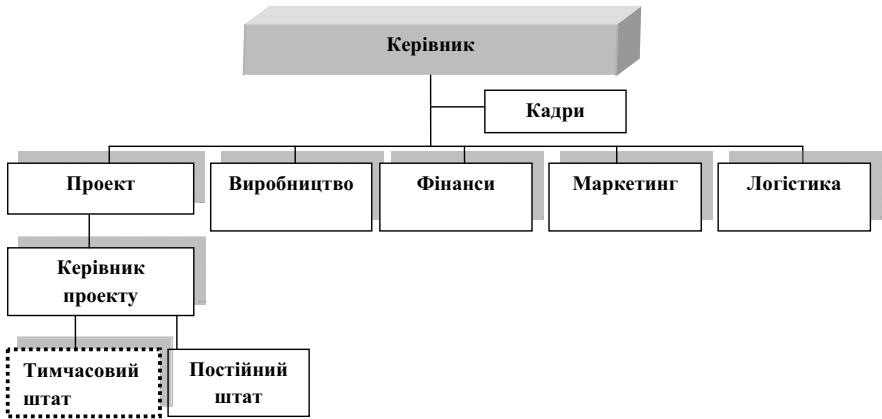 Керівник
Кадри
Проект
Виробництво
Фінанси
Маркетинг
Логістика
Керівник
проекту
Тимчасовий
штат
Постійний
штат